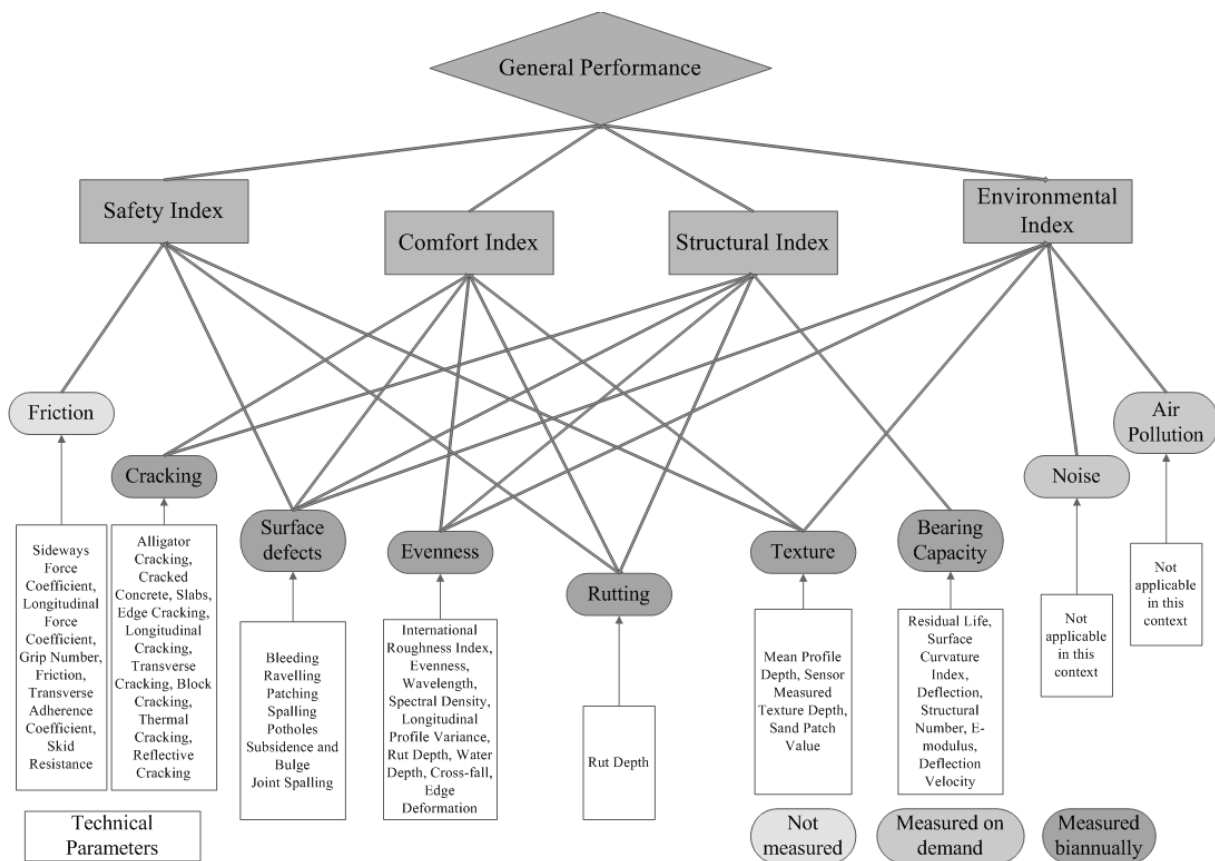 General Performance
Safety Index
Comfort Index
Structural Index
Environmental
Index
Friction
Cracking
Surface
defects
Evenness
Rutting
Texture
Bearing
Capacity
Noise
Air
Pollution
Sideways
Force
Coefficient,
Longitudinal
Force
Coefficient,
Grip Number,
Friction,
Transverse
Adherence
Coefficient,
Skid
Resistance
Alligator
Cracking,
Cracked
Concrete, Slabs,
Edge Cracking,
Longitudinal
Cracking,
Transverse
Cracking, Block
Cracking,
Thermal
Cracking,
Reflective
Cracking
Bleeding
Ravelling
Patching
Spalling
Potholes
Subsidence and
Bulge
Joint Spalling
International
Roughness Index,
Evenness,
Wavelength,
Spectral Density,
Longitudinal
Profile Variance,
Rut Depth, Water
Depth, Cross-fall,
Edge
Deformation
Rut Depth
Mean Profile
Depth, Sensor
Measured
Texture Depth,
Sand Patch
Value
Residual Life,
Surface
Curvature
Index,
Deflection,
Structural
Number, E-
modulus,
Deflection
Velocity
Not
applicable
in this
context
Not
applicable
in this
context
Technical
Parameters
Not
measured
Measured on
demand
Measured
biannually